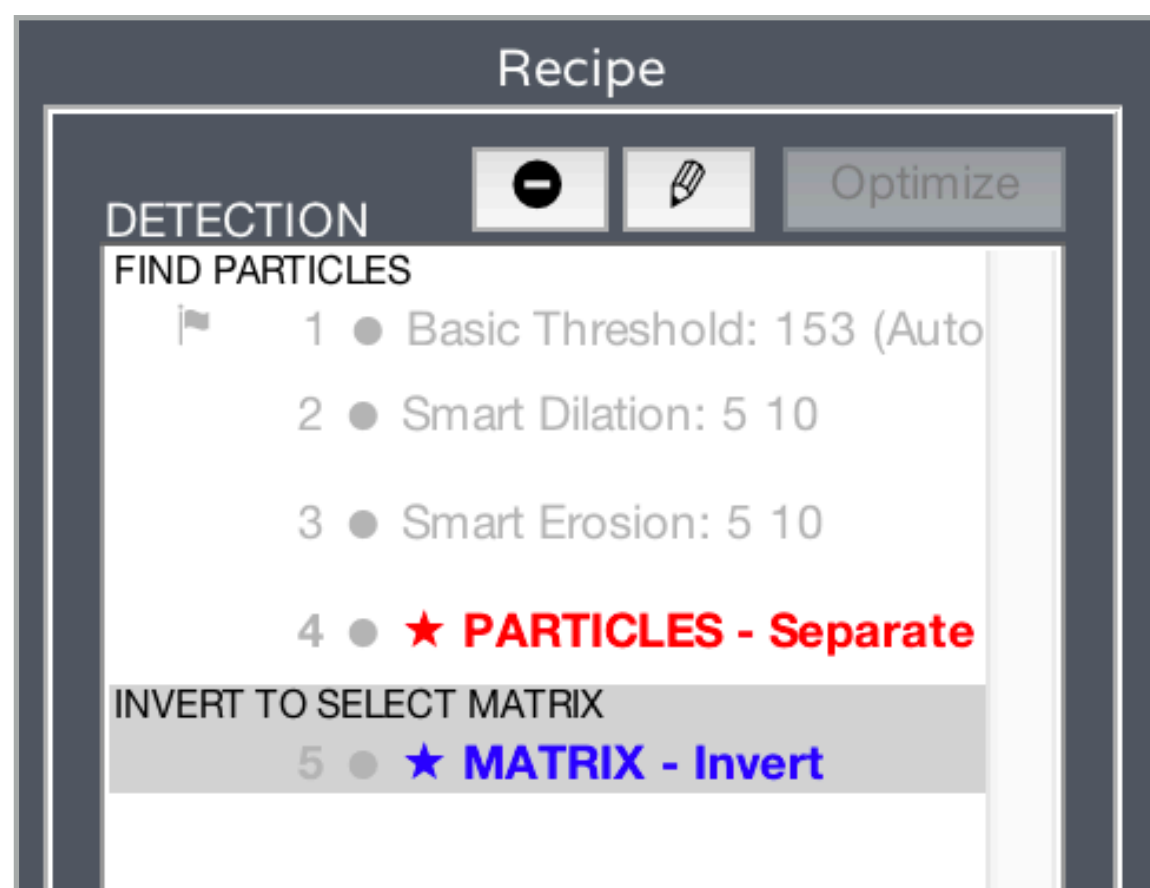 Recipe
Optimize
DETECTION
FIND PARTICLES
1 ● Basic Threshold: 153 (Auto
2 ● Smart Dilation: 5 10
3 ● Smart Erosion: 5 10
4 ● ★ PARTICLES - Separate
INVERT TO SELECT MATRIX
5 ● ★ MATRIX - Invert